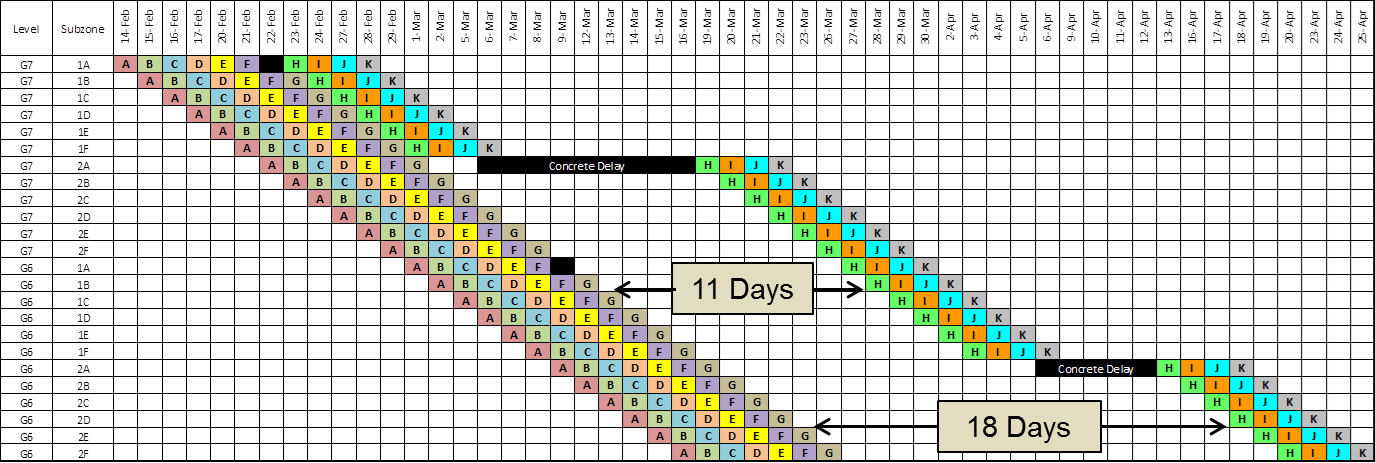 Level Subzone 14-Feb 15-Feb 16-Feb 17-Feb 20-Feb 21-Feb 22-Feb 23-Feb 24-Feb 27-Feb 28-Feb 29-Feb 1-Mar 2-Mar 5-Mar 6-Mar 7-Mar 8-Mar 9-Mar 12-Mar 13-Mar 14-Mar 15-Mar 16-Mar 19-Mar 20-Mar 21-Mar 22-Mar 23-Mar 26-Mar 27-Mar 28-Mar 29-Mar 30-Mar 2-Apr 3-Apr 4-Apr 5-Apr 6-Apr 9-Apr 10-Apr 11-Apr 12-Apr 13-Apr 16-Apr 17-Apr 18-Apr 19-Apr 20-Apr 23-Apr 24-Apr 25-Apr
G7 1A A B C D E F H I J K
G7 1B A B C D E F G H I J K
G7 1C A B C D E F G H I J K
G7 1D A B C D E F G H I J K
G7 1E A B C D E F G H I J K
G7 1F A B C D E F G H I J K
G7 2A A B C D E F G Concrete Delay H I J K
G7 2B A B C D E F G H I J K
G7 2C A B C D E F G H I J K
G7 2D A B C D E F G H I J K
G7 2E A B C D E F G H I J K
G7 2F A B C D E F G H I J K
G6 1A A B C D E F H I J K
G6 1B A B C D E F G H I J K
11 Days
G6 1C A B C D E F G H I J K
G6 1D A B C D E F G H I J K
G6 1E A B C D E F G H I J K
G6 1F A B C D E F G H I J K
G6 2A A B C D E F G Concrete Delay H I J K
G6 2B A B C D E F G H I J K
G6 2C A B C D E F G H I J K
G6 2D A B C D E F G H I J K
18 Days
G6 2E A B C D E F G H I J K
G6 2F A B C D E F G H I J K